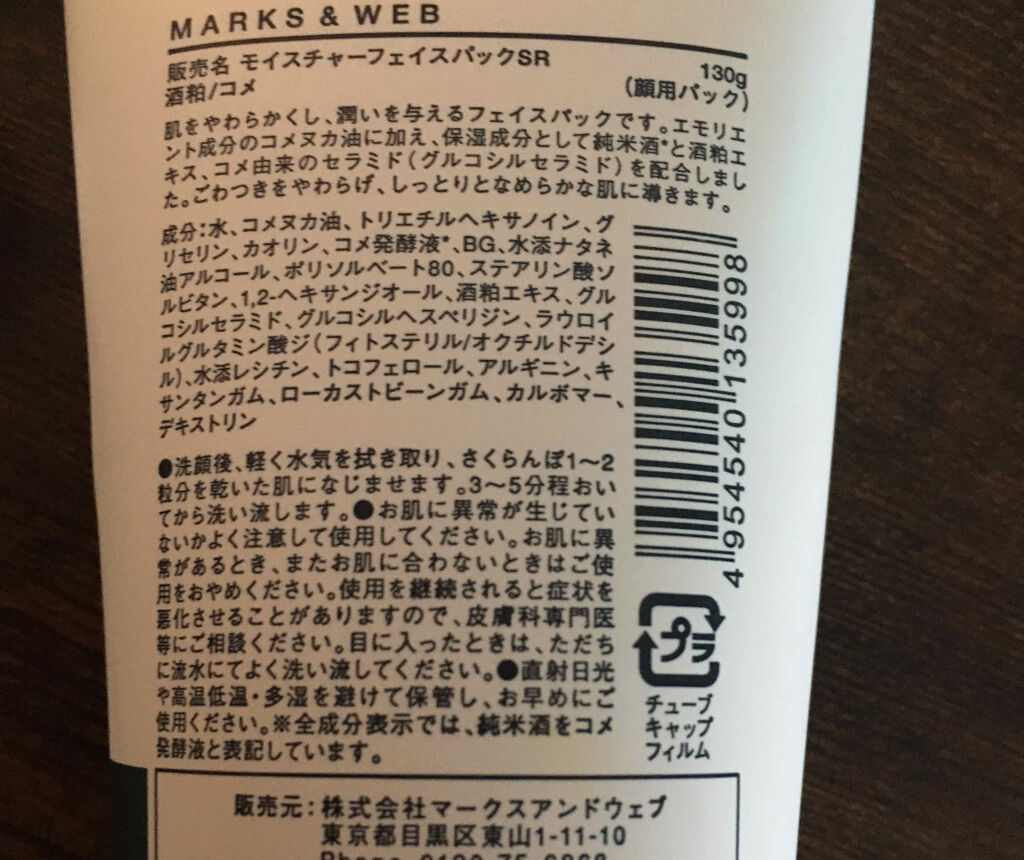 MARKS & WEB
販売名 モイスチャーフェイスパックSR 130g
酒粕/コメ (顔用パック)
肌をやわらかくし、潤いを与えるフェイスパックです。エモリエ
ント成分のコメヌカ油に加え、保湿成分として純米酒*と酒粕エ
キス、コメ由来のセラミド(グルコシルセラミド)を配合しまし
た。ごわつきをやわらげ、しっとりとなめらかな肌に導きます。
成分:水、コメヌカ油、トリエチルヘキサノイン、グ
リセリン、カオリン、コメ発酵液*、BG、水添ナタネ
油アルコール、ポリソルベート80、ステアリン酸ソ
ルビタン、1,2-ヘキサンジオール、酒粕エキス、グル
コシルセラミド、グルコシルヘスペリジン、ラウロイ
ルグルタミン酸ジ(フィトステリル/オクチルドデシ
ル)、水添レシチン、トコフェロール、アルギニン、キ
サンタンガム、ローカストビーンガム、カルボマー、
デキストリン
●洗顔後、軽く水気を拭き取り、さくらんぼ1〜2
粒分を乾いた肌になじませます。3〜5分程おい
てから洗い流します。●お肌に異常が生じてい
ないかよく注意して使用してください。お肌に異
常があるとき、またお肌に合わないときはご使
用をおやめください。使用を継続されると症状を
悪化させることがありますので、皮膚科専門医
等にご相談ください。目に入ったときは、ただち
に流水にてよく洗い流してください。●直射日光
や高温低温・多湿を避けて保管し、お早めにご
使用ください。※全成分表示では、純米酒をコメ
発酵液と表記しています。
4 954540 135998
プラ
チューブ
キャップ
フィルム
販売元:株式会社マークスアンドウェブ
東京都目黒区東山1-11-10
Phone